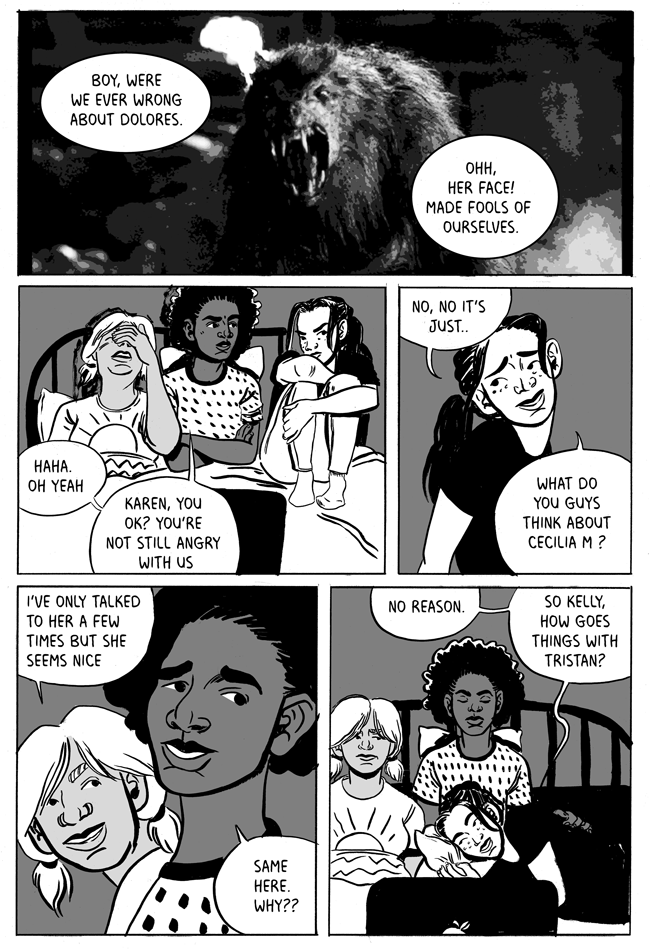 BOY, WERE
WE EVER WRONG
ABOUT DOLORES.
OHH,
HER FACE!
MADE FOOLS OF
OURSELVES.
HAHA.
OH YEAH
KAREN, YOU
OK? YOU'RE
NOT STILL ANGRY
WITH US
NO, NO IT'S
JUST..
WHAT DO
YOU GUYS
THINK ABOUT
CECILIA M ?
I'VE ONLY TALKED
TO HER A FEW
TIMES BUT SHE
SEEMS NICE
SAME
HERE.
WHY??
NO REASON.
SO KELLY,
HOW GOES
THINGS WITH
TRISTAN?